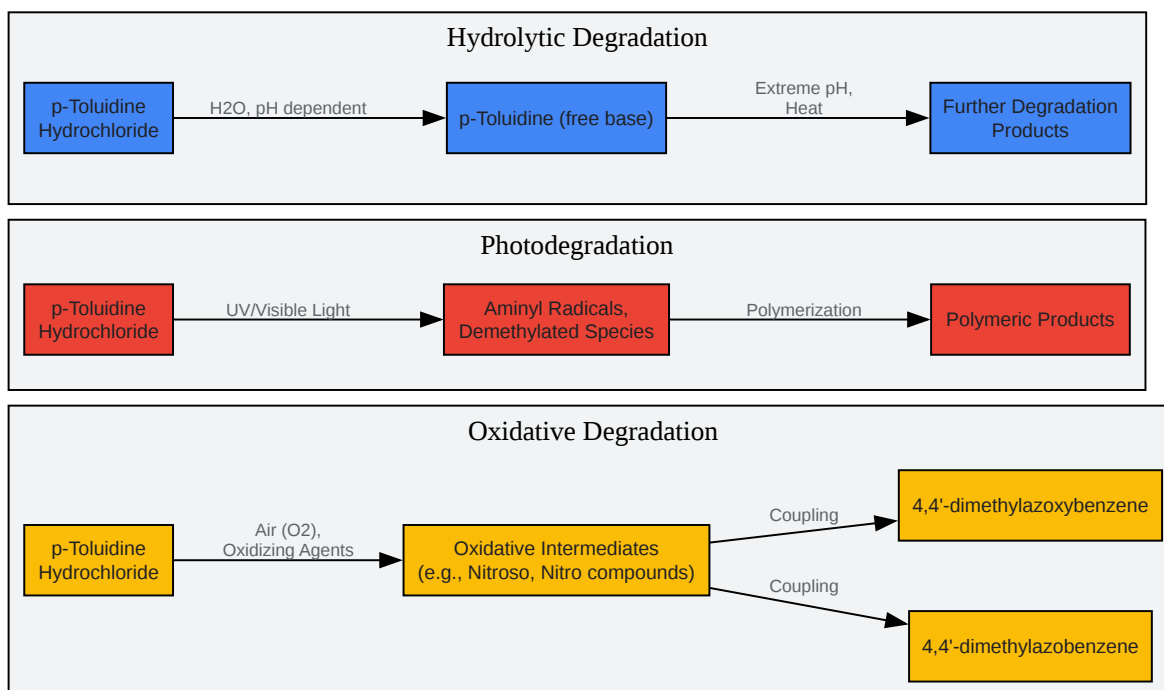 Hydrolytic Degradation
p-Toluidine
Hydrochloride
H2O, pH dependent
p-Toluidine (free base)
Extreme pH,
Heat
Further Degradation
Products
Photodegradation
p-Toluidine
Hydrochloride
UV/Visible Light
Aminyl Radicals,
Demethylated Species
Polymerization
Polymeric Products
Oxidative Degradation
p-Toluidine
Hydrochloride
Air (O2),
Oxidizing Agents
Oxidative Intermediates
(e.g., Nitroso, Nitro compounds)
Coupling
4,4'-dimethylazoxybenzene
Coupling
4,4'-dimethylazobenzene